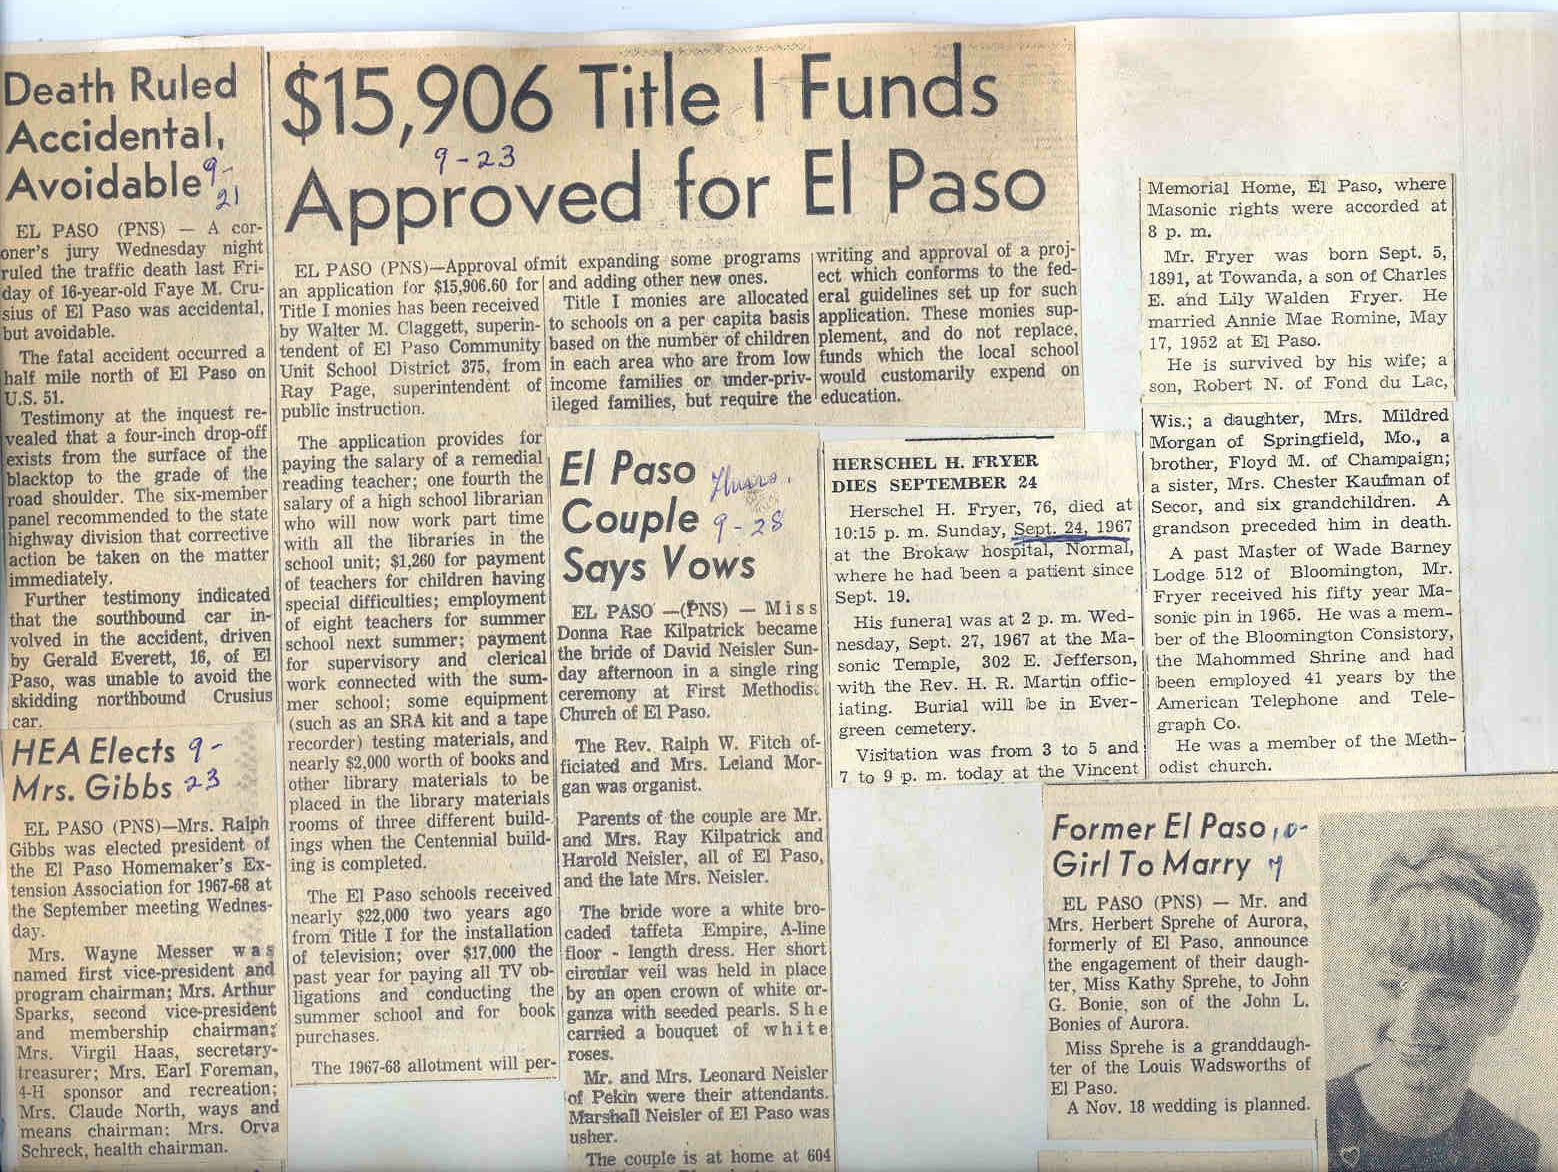 Death Ruled
Accidental,
Avoidable
9-
21
EL PASO (PNS) — A cor-
oner's jury Wednesday night
ruled the traffic death last Fri-
day of 16-year-old Faye M. Cru-
sius of El Paso was accidental,
but avoidable.
The fatal accident occurred a
half mile north of El Paso on
U.S. 51.
Testimony at the inquest re-
vealed that a four-inch drop-off
exists from the surface of the
blacktop to the grade of the
road shoulder. The six-member
panel recommended to the state
highway division that corrective
action be taken on the matter
immediately.
Further testimony indicated
that the southbound car in-
volved in the accident, driven
by Gerald Everett, 16, of El
Paso, was unable to avoid the
skidding northbound Crusius
car.
HEA Elects 9-
Mrs. Gibbs 23
EL PASO (PNS)—Mrs. Ralph
Gibbs was elected president of
the El Paso Homemaker's Ex-
tension Association for 1967-68 at
the September meeting Wednes-
day.
Mrs. Wayne Messer was
named first vice-president and
program chairman; Mrs. Arthur
Sparks, second vice-president
and membership chairman;
Mrs. Virgil Haas, secretary-
treasurer; Mrs. Earl Foreman,
4-H sponsor and recreation;
Mrs. Claude North, ways and
means chairman; Mrs. Orva
Schreck, health chairman.
$15,906 Title I Funds
9-23
Approved for El Paso
EL PASO (PNS)—Approval of
an application for $15,906.60 for
Title I monies has been received
by Walter M. Claggett, superin-
tendent of El Paso Community
Unit School District 375, from
Ray Page, superintendent of
public instruction.
The application provides for
paying the salary of a remedial
reading teacher; one fourth the
salary of a high school librarian
who will now work part time
with all the libraries in the
school unit; $1,260 for payment
of teachers for children having
special difficulties; employment
of eight teachers for summer
school next summer; payment
for supervisory and clerical
work connected with the sum-
mer school; some equipment
(such as an SRA kit and a tape
recorder) testing materials, and
nearly $2,000 worth of books and
other library materials to be
placed in the library materials
rooms of three different build-
ings when the Centennial build-
ing is completed.
The El Paso schools received
nearly $22,000 two years ago
from Title I for the installation
of television; over $17,000 the
past year for paying all TV ob-
ligations and conducting the
summer school and for book
purchases.
The 1967-68 allotment will per-
mit expanding some programs
and adding other new ones.
Title I monies are allocated
to schools on a per capita basis
based on the number of children
in each area who are from low
income families or under-priv-
ileged families, but require the
writing and approval of a proj-
ect which conforms to the fed-
eral guidelines set up for such
application. These monies sup-
plement, and do not replace,
funds which the local school
would customarily expend on
education.
El Paso
Couple
Says Vows
Thurs.
9-28
EL PASO —(PNS) — Miss
Donna Rae Kilpatrick became
the bride of David Neisler Sun-
day afternoon in a single ring
ceremony at First Methodist
Church of El Paso.
The Rev. Ralph W. Fitch of-
ficiated and Mrs. Leland Mor-
gan was organist.
Parents of the couple are Mr.
and Mrs. Ray Kilpatrick and
Harold Neisler, all of El Paso,
and the late Mrs. Neisler.
The bride wore a white bro-
caded taffeta Empire, A-line
floor - length dress. Her short
circular veil was held in place
by an open crown of white or-
ganza with seeded pearls. She
carried a bouquet of white
roses.
Mr. and Mrs. Leonard Neisler
of Pekin were their attendants.
Marshall Neisler of El Paso was
usher.
The couple is at home at 604
HERSCHEL H. FRYER
DIES SEPTEMBER 24
Herschel H. Fryer, 76, died at
10:15 p. m. Sunday, Sept. 24, 1967
at the Brokaw hospital, Normal,
where he had been a patient since
Sept. 19.
His funeral was at 2 p. m. Wed-
nesday, Sept. 27, 1967 at the Ma-
sonic Temple, 302 E. Jefferson,
with the Rev. H. R. Martin offic-
iating. Burial will be in Ever-
green cemetery.
Visitation was from 3 to 5 and
7 to 9 p. m. today at the Vincent
Memorial Home, El Paso, where
Masonic rights were accorded at
8 p. m.
Mr. Fryer was born Sept. 5,
1891, at Towanda, a son of Charles
E. and Lily Walden Fryer. He
married Annie Mae Romine, May
17, 1952 at El Paso.
He is survived by his wife; a
son, Robert N. of Fond du Lac,
Wis.; a daughter, Mrs. Mildred
Morgan of Springfield, Mo., a
brother, Floyd M. of Champaign;
a sister, Mrs. Chester Kaufman of
Secor, and six grandchildren. A
grandson preceded him in death.
A past Master of Wade Barney
Lodge 512 of Bloomington, Mr.
Fryer received his fifty year Ma-
sonic pin in 1965. He was a mem-
ber of the Bloomington Consistory,
the Mahommed Shrine and had
been employed 41 years by the
American Telephone and Tele-
graph Co.
He was a member of the Meth-
odist church.
Former El Paso 10-
Girl To Marry 7
EL PASO (PNS) — Mr. and
Mrs. Herbert Sprehe of Aurora,
formerly of El Paso, announce
the engagement of their daugh-
ter, Miss Kathy Sprehe, to John
G. Bonie, son of the John L.
Bonies of Aurora.
Miss Sprehe is a granddaugh-
ter of the Louis Wadsworths of
El Paso.
A Nov. 18 wedding is planned.